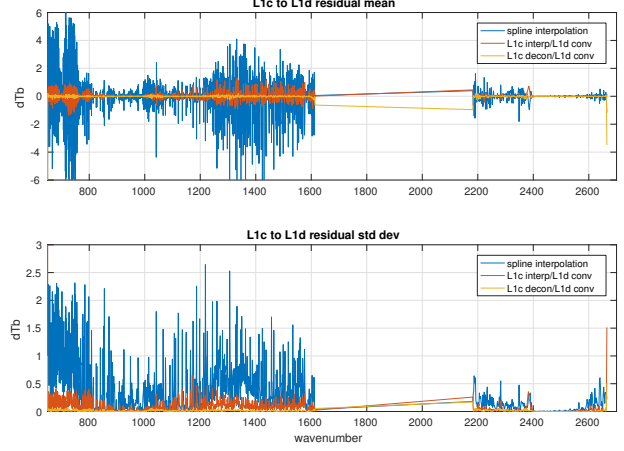 L1c to L1d residual mean
6
4
2
0
-2
-4
-6
dTb
spline interpolation
L1c interp/L1d conv
L1c decon/L1d conv
800 1000 1200 1400 1600 1800 2000 2200 2400 2600
L1c to L1d residual std dev
3
2.5
2
1.5
1
0.5
0
dTb
spline interpolation
L1c interp/L1d conv
L1c decon/L1d conv
800 1000 1200 1400 1600 1800 2000 2200 2400 2600
wavenumber